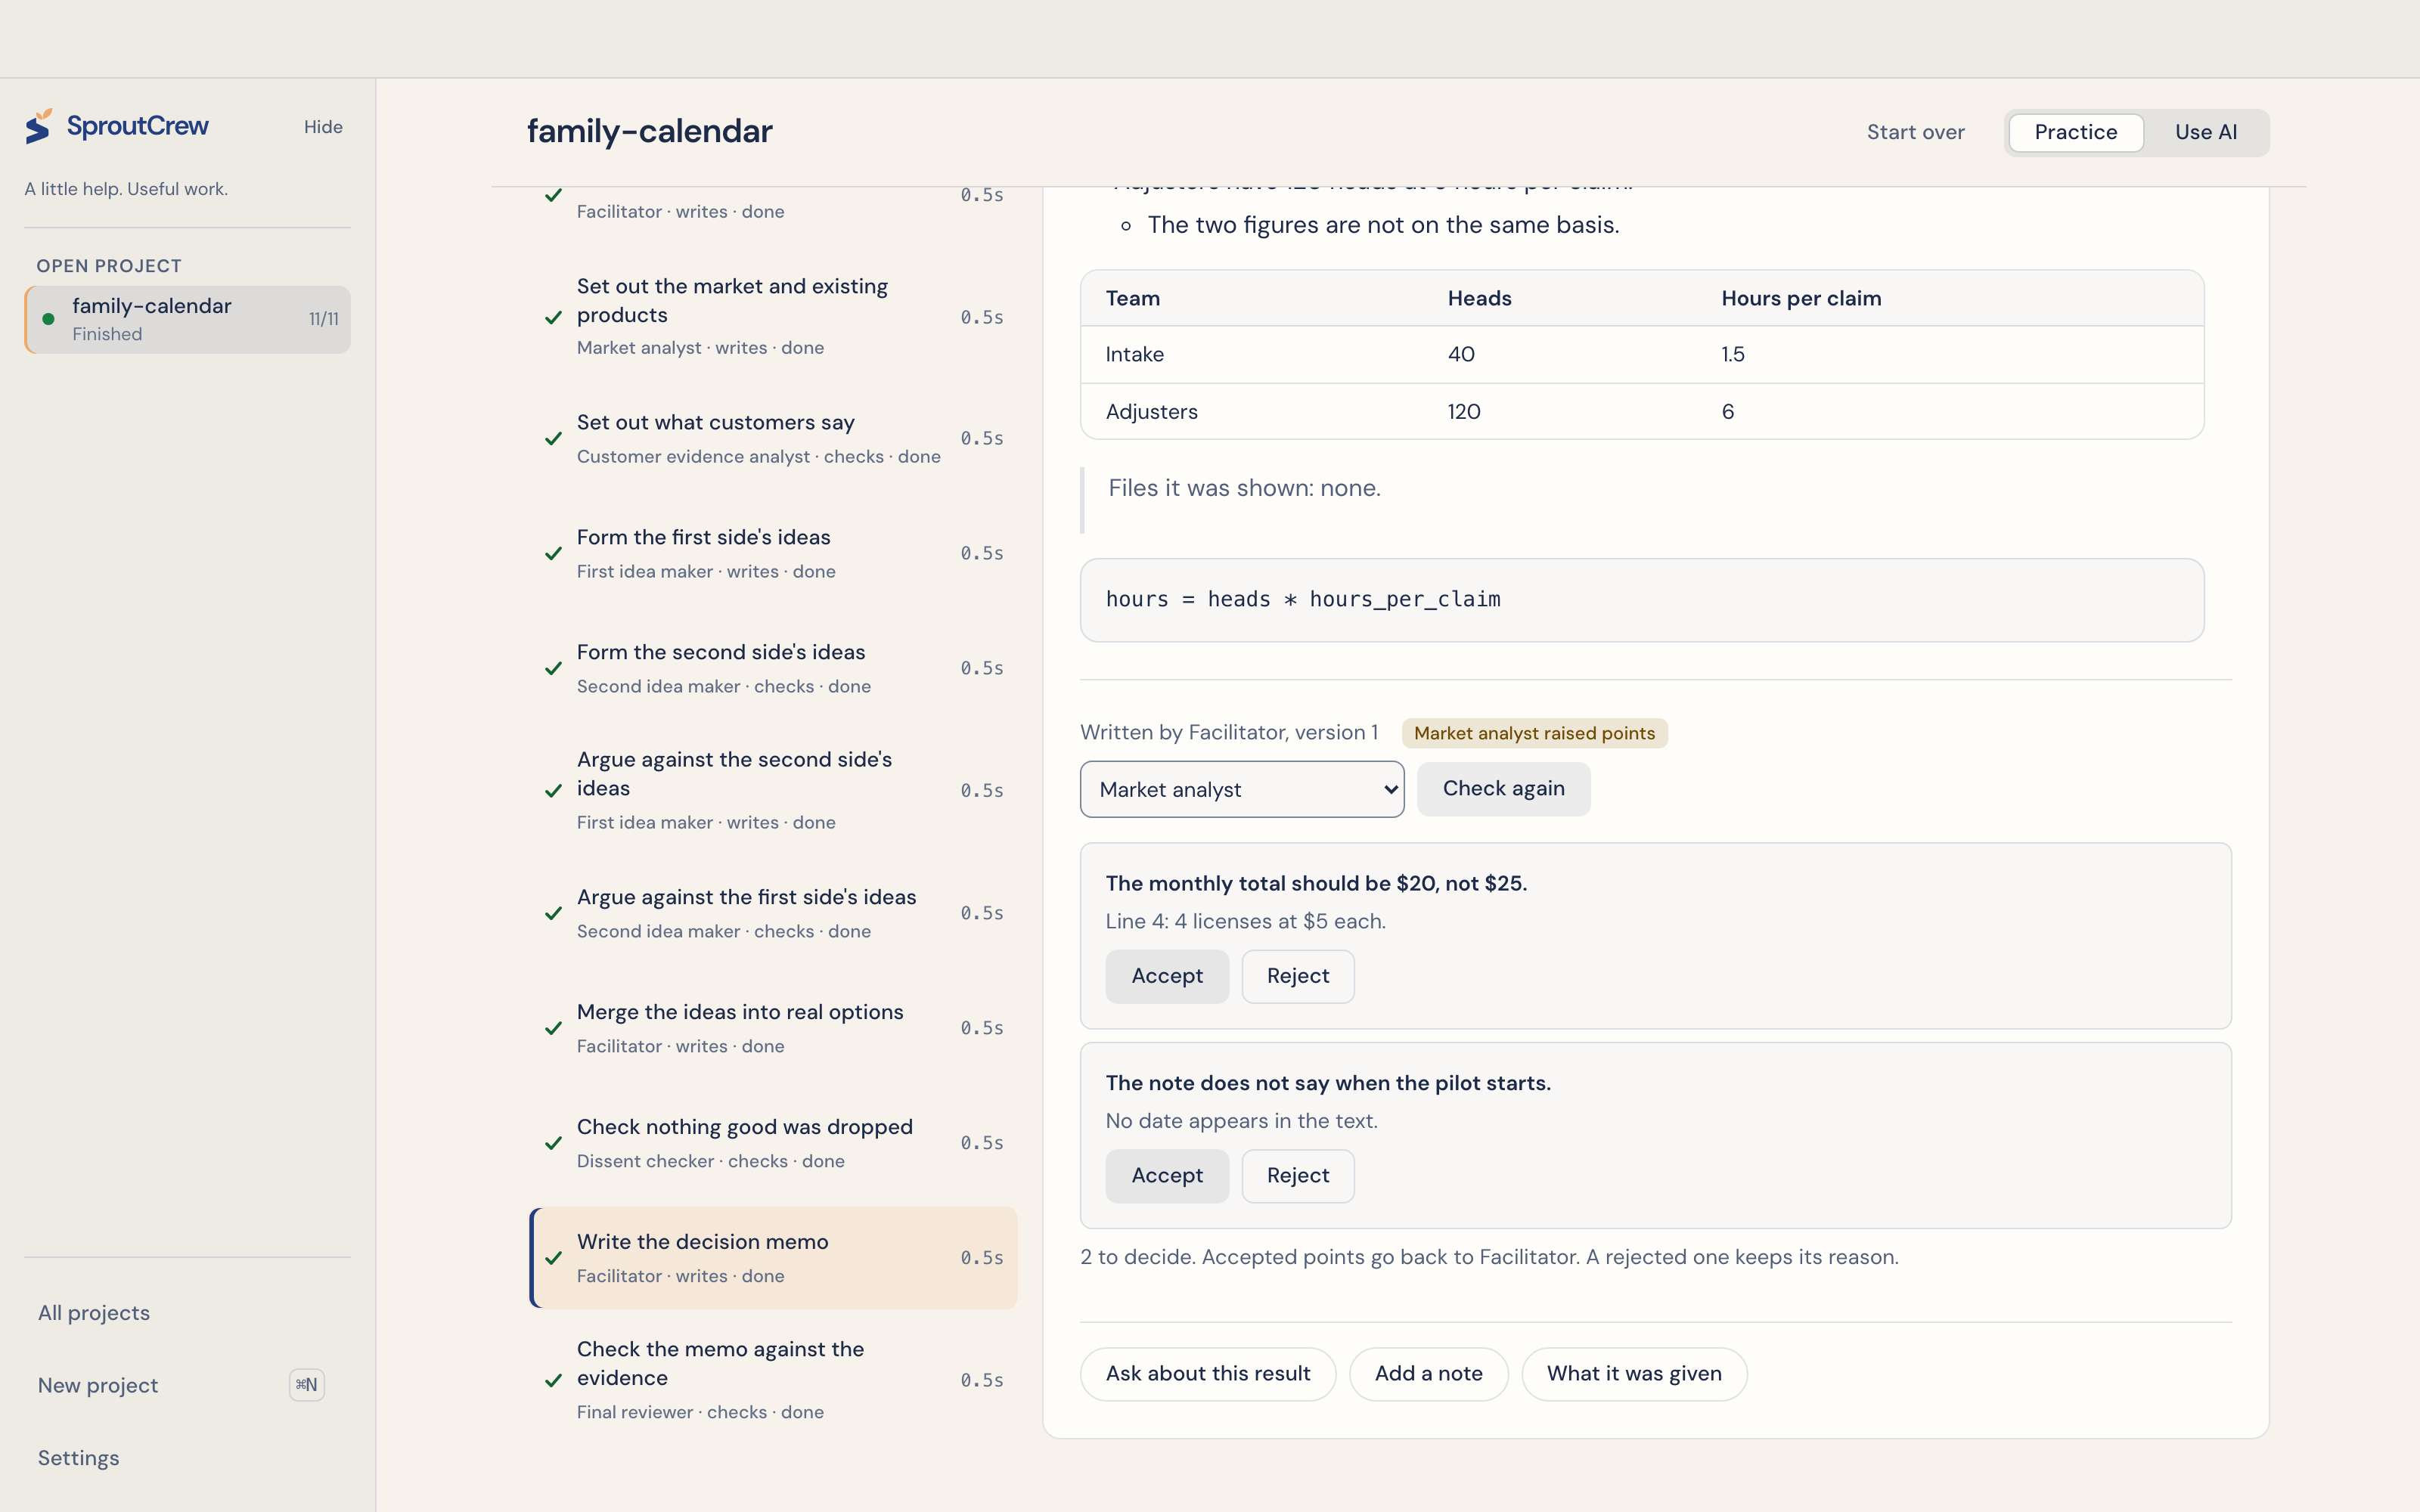 SproutCrew
Hide
A little help. Useful work.
OPEN PROJECT
family-calendar
Finished
11/11
All projects
New project
⌘N
Settings
family-calendar
Start over
Practice
Use AI
0.5s
Facilitator · writes · done
Set out the market and existing
products
0.5s
Market analyst · writes · done
Set out what customers say
0.5s
Customer evidence analyst · checks · done
Form the first side's ideas
0.5s
First idea maker · writes · done
Form the second side's ideas
0.5s
Second idea maker · checks · done
Argue against the second side's
ideas
0.5s
First idea maker · writes · done
Argue against the first side's ideas
0.5s
Second idea maker · checks · done
Merge the ideas into real options
0.5s
Facilitator · writes · done
Check nothing good was dropped
0.5s
Dissent checker · checks · done
Write the decision memo
0.5s
Facilitator · writes · done
Check the memo against the
evidence
0.5s
Final reviewer · checks · done
The two figures are not on the same basis.
Team Heads Hours per claim
Intake 40 1.5
Adjusters 120 6
Files it was shown: none.
hours = heads * hours_per_claim
Written by Facilitator, version 1
Market analyst raised points
Market analyst
Check again
The monthly total should be $20, not $25.
Line 4: 4 licenses at $5 each.
Accept
Reject
The note does not say when the pilot starts.
No date appears in the text.
Accept
Reject
2 to decide. Accepted points go back to Facilitator. A rejected one keeps its reason.
Ask about this result
Add a note
What it was given